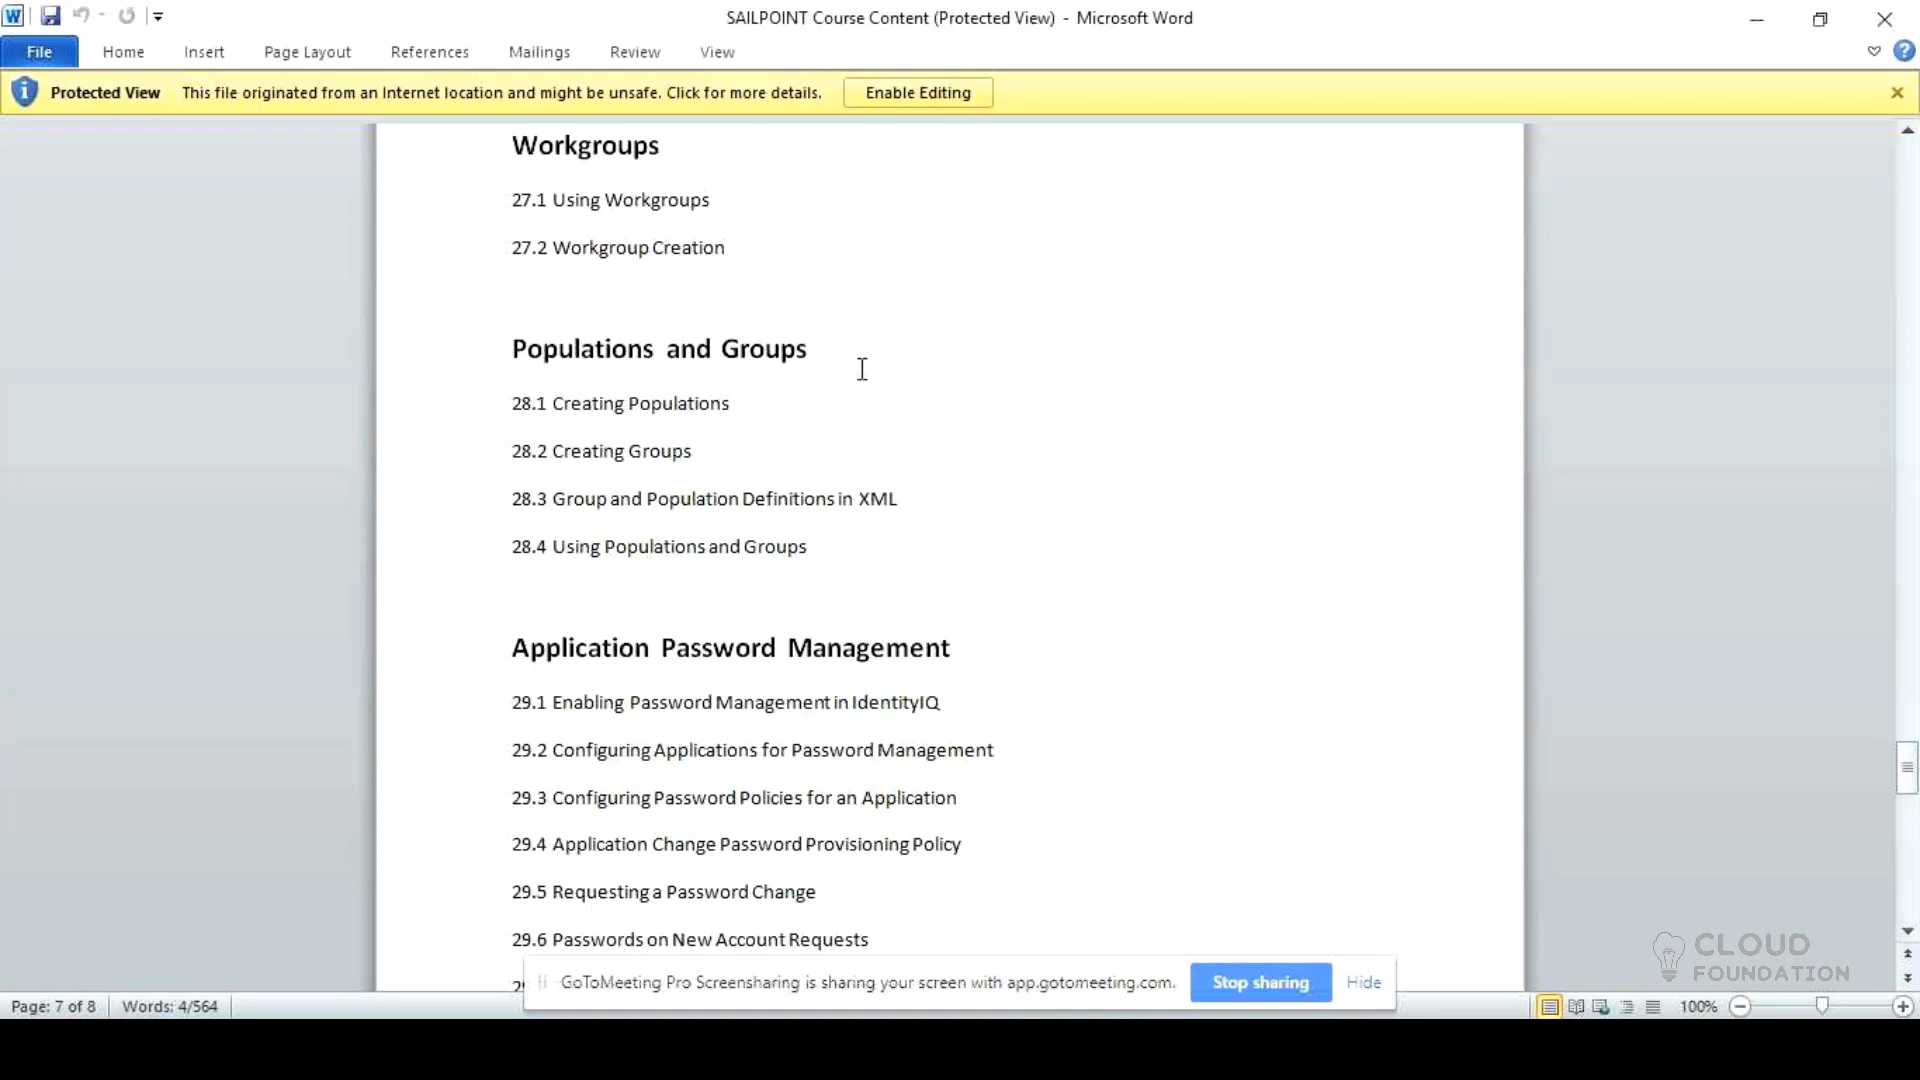 SAILPOINT Course Content (Protected View) - Microsoft Word
File Home Insert Page Layout References Mailings Review View
Protected View This file originated from an Internet location and might be unsafe. Click for more details. Enable Editing
Workgroups
27.1 Using Workgroups
27.2 Workgroup Creation
Populations and Groups
28.1 Creating Populations
28.2 Creating Groups
28.3 Group and Population Definitions in XML
28.4 Using Populations and Groups
Application Password Management
29.1 Enabling Password Management in IdentityIQ
29.2 Configuring Applications for Password Management
29.3 Configuring Password Policies for an Application
29.4 Application Change Password Provisioning Policy
29.5 Requesting a Password Change
29.6 Passwords on New Account Requests
CLOUD
FOUNDATION
GoToMeeting Pro Screensharing is sharing your screen with app.gotomeeting.com. Stop sharing Hide
Page: 7 of 8 Words: 4/564 100%